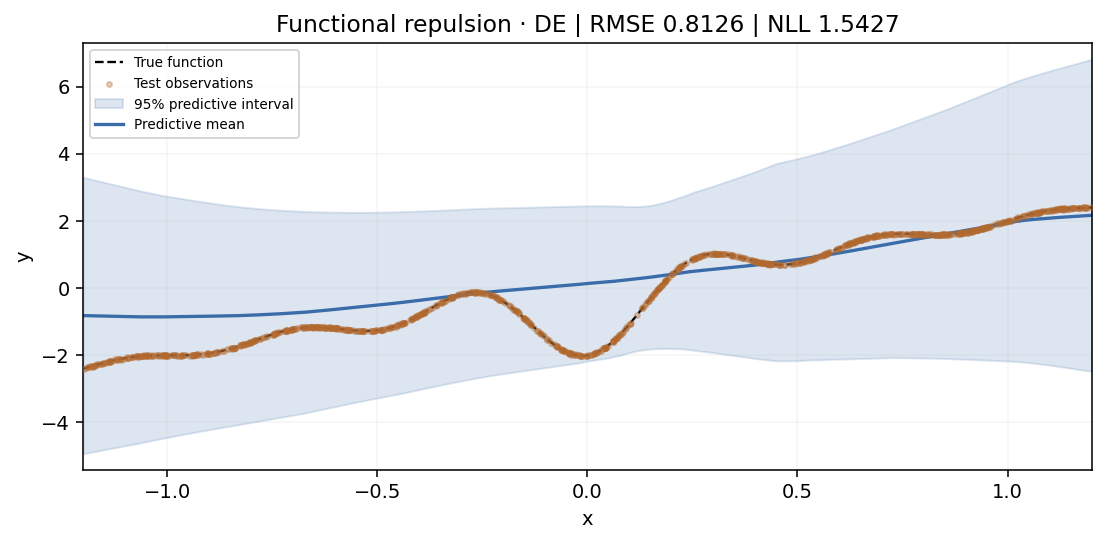 Functional repulsion · DE | RMSE 0.8126 | NLL 1.5427
True function
Test observations
95% predictive interval
Predictive mean
6
4
2
0
−2
−4
y
−1.0
−0.5
0.0
0.5
1.0
x